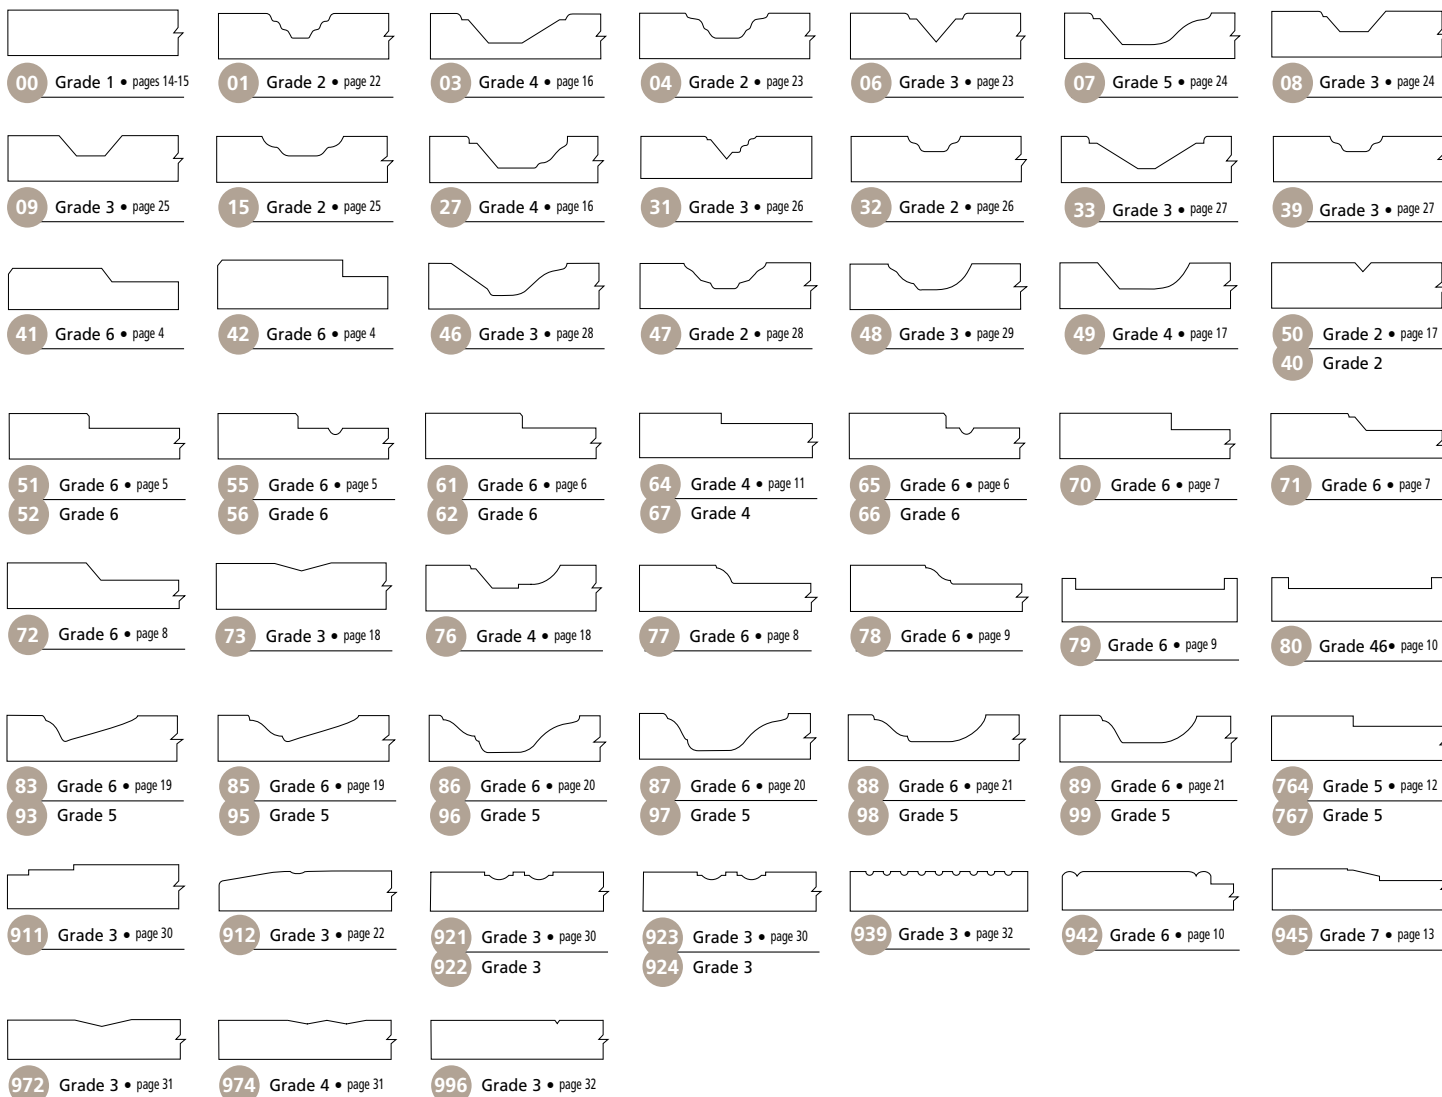 00 Grade 1 • pages 14-15
01 Grade 2 • page 22
03 Grade 4 • page 16
04 Grade 2 • page 23
06 Grade 3 • page 23
07 Grade 5 • page 24
08 Grade 3 • page 24
09 Grade 3 • page 25
15 Grade 2 • page 25
27 Grade 4 • page 16
31 Grade 3 • page 26
32 Grade 2 • page 26
33 Grade 3 • page 27
39 Grade 3 • page 27
41 Grade 6 • page 4
42 Grade 6 • page 4
46 Grade 3 • page 28
47 Grade 2 • page 28
48 Grade 3 • page 29
49 Grade 4 • page 17
50 Grade 2 • page 17
40 Grade 2
51 Grade 6 • page 5
52 Grade 6
55 Grade 6 • page 5
56 Grade 6
61 Grade 6 • page 6
62 Grade 6
64 Grade 4 • page 11
67 Grade 4
65 Grade 6 • page 6
66 Grade 6
70 Grade 6 • page 7
71 Grade 6 • page 7
72 Grade 6 • page 8
73 Grade 3 • page 18
76 Grade 4 • page 18
77 Grade 6 • page 8
78 Grade 6 • page 9
79 Grade 6 • page 9
80 Grade 46• page 10
83 Grade 6 • page 19
93 Grade 5
85 Grade 6 • page 19
95 Grade 5
86 Grade 6 • page 20
96 Grade 5
87 Grade 6 • page 20
97 Grade 5
88 Grade 6 • page 21
98 Grade 5
89 Grade 6 • page 21
99 Grade 5
764 Grade 5 • page 12
767 Grade 5
911 Grade 3 • page 30
912 Grade 3 • page 22
921 Grade 3 • page 30
922 Grade 3
923 Grade 3 • page 30
924 Grade 3
939 Grade 3 • page 32
942 Grade 6 • page 10
945 Grade 7 • page 13
972 Grade 3 • page 31
974 Grade 4 • page 31
996 Grade 3 • page 32